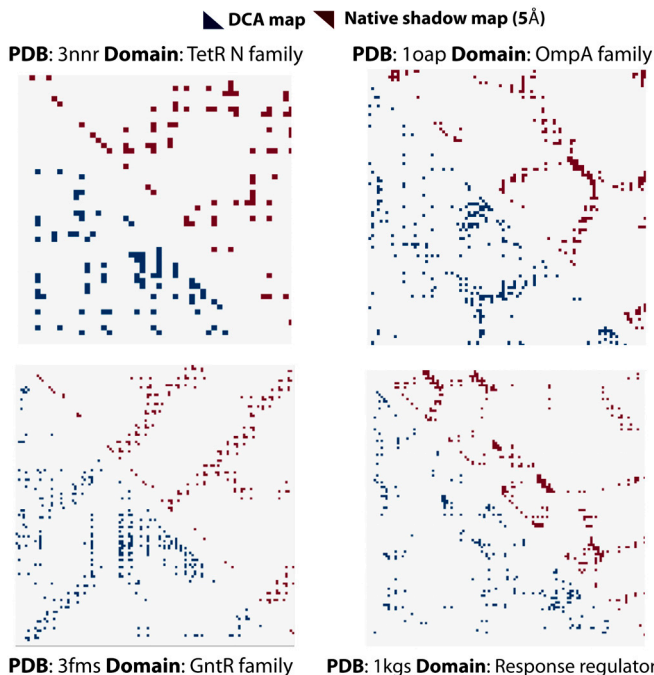 DCA map Native shadow map (5Å)
PDB: 3nnr Domain: TetR N family PDB: 1oap Domain: OmpA family
PDB: 3fms Domain: GntR family PDB: 1kgs Domain: Response regulator